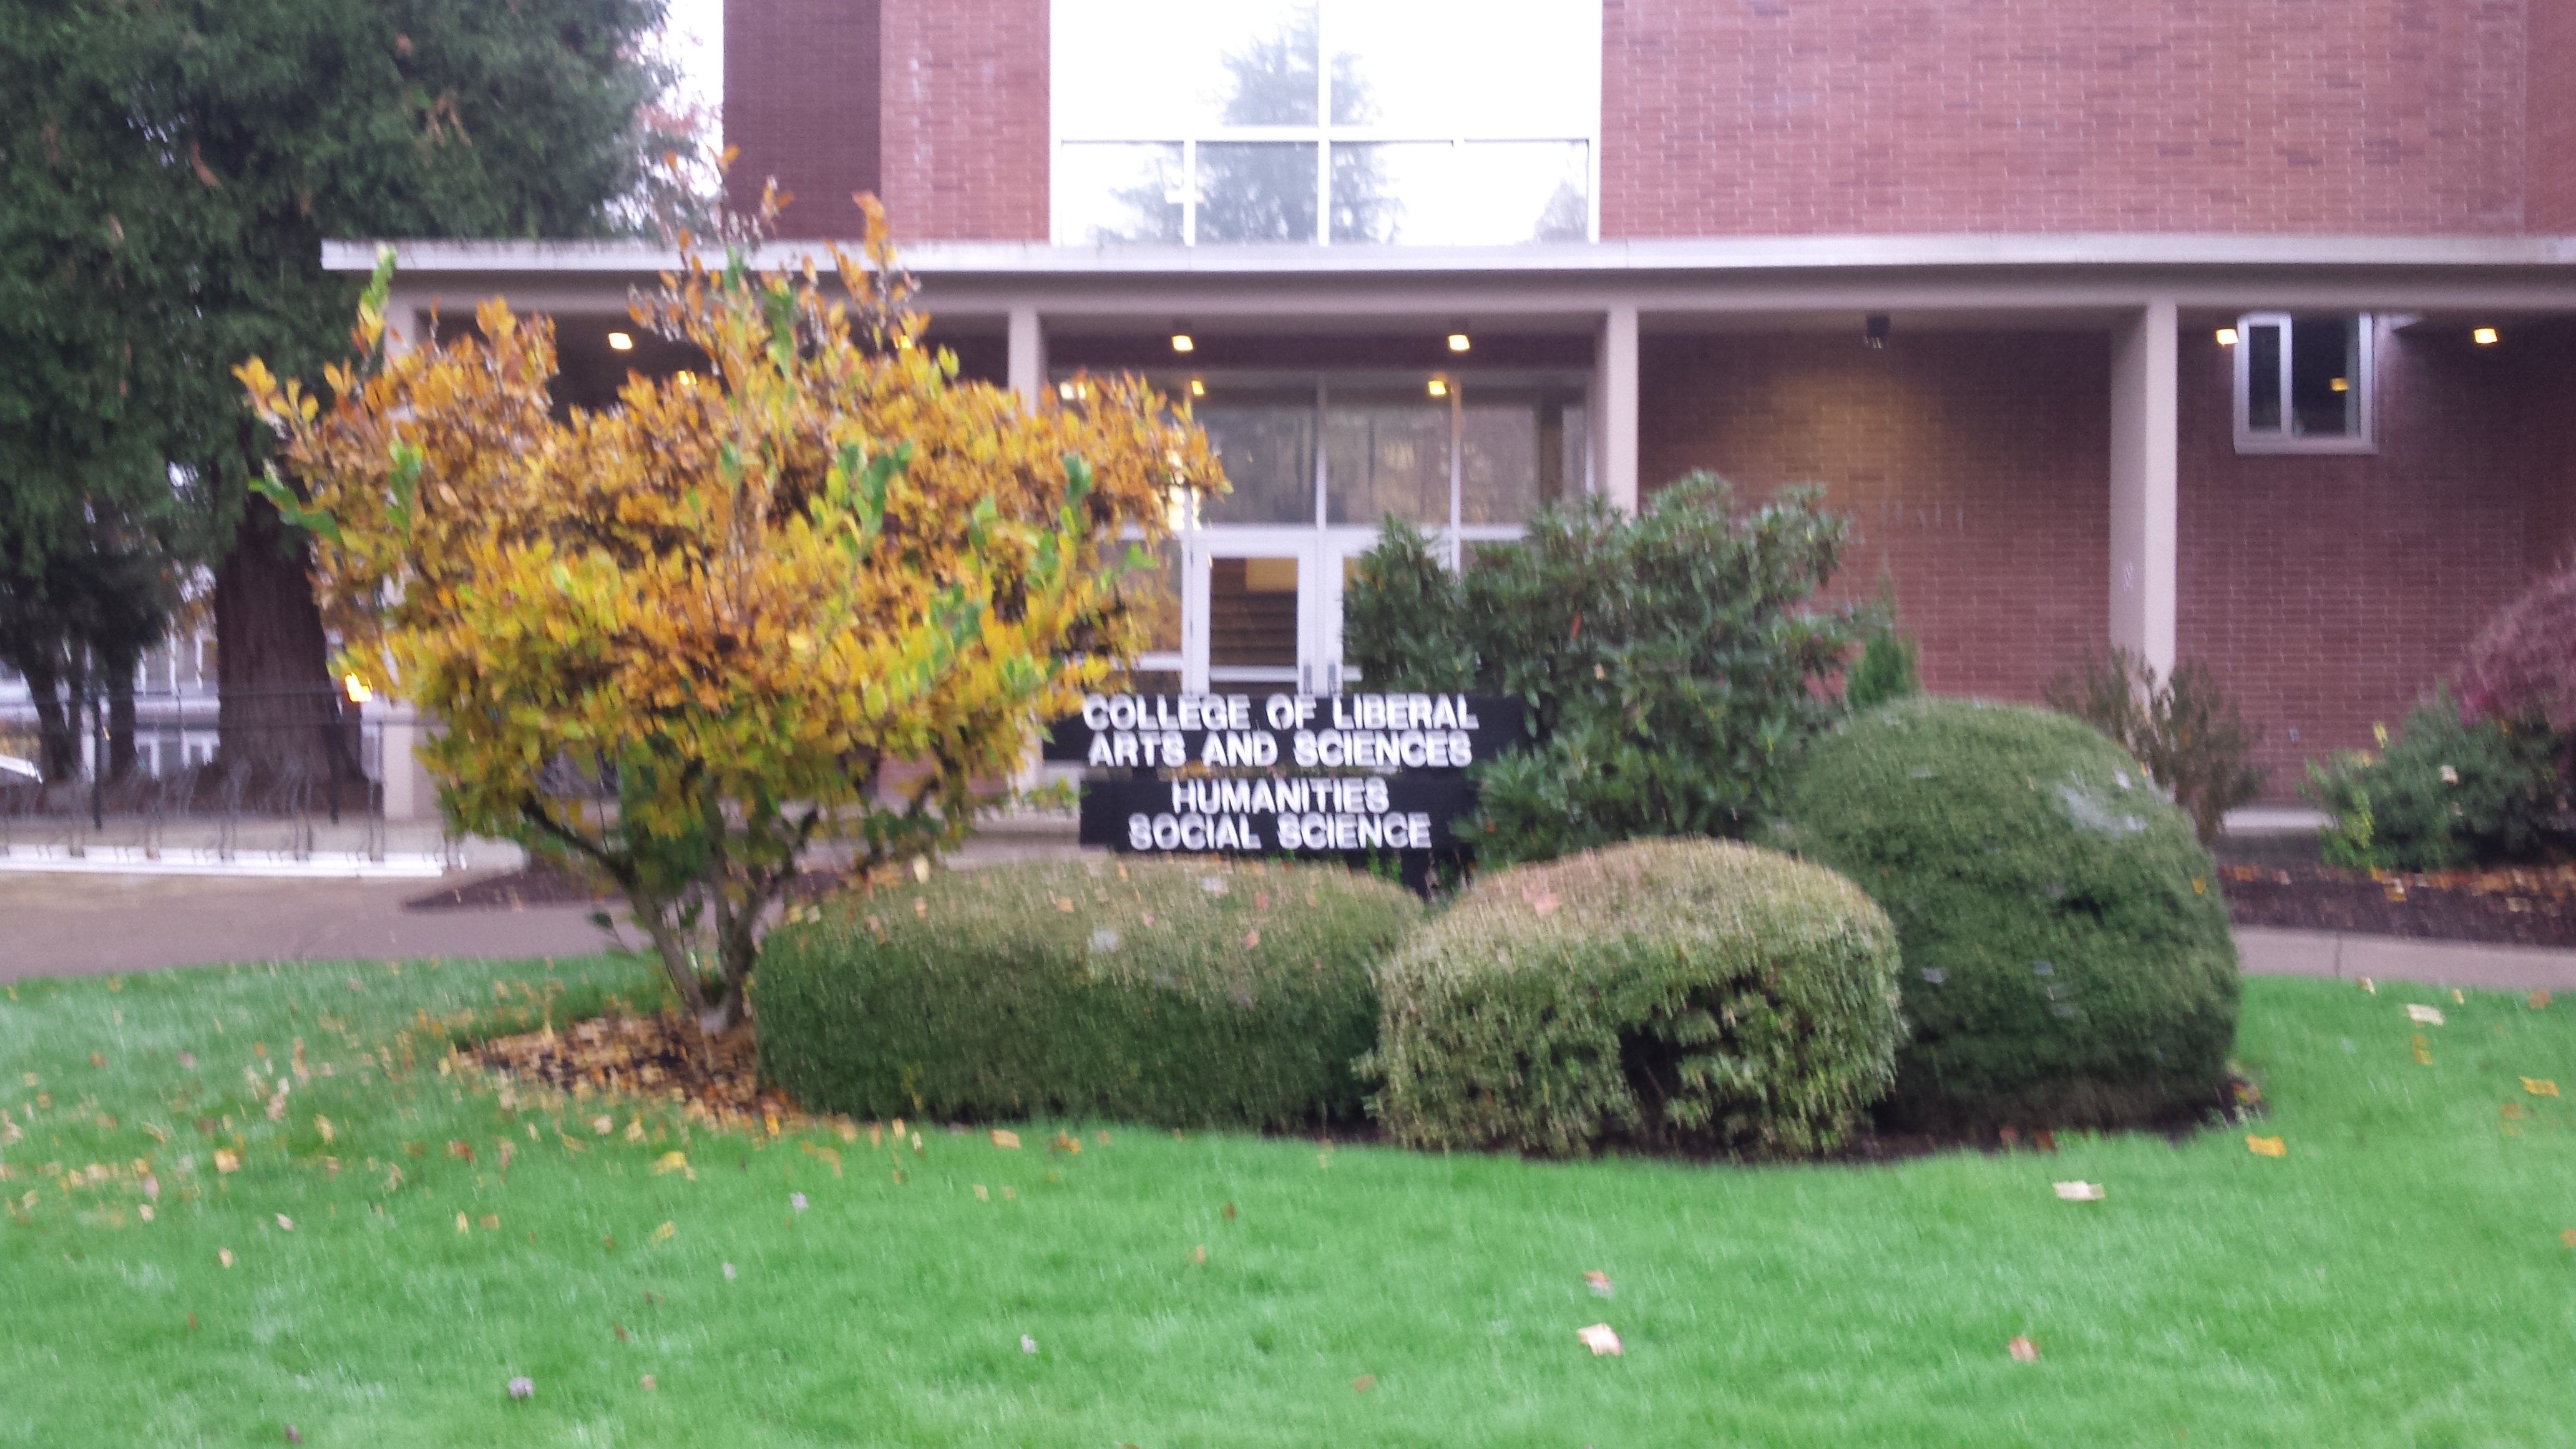 COLLEGE OF LIBERAL
ARTS AND SCIENCES
HUMANITIES
SOCIAL SCIENCE